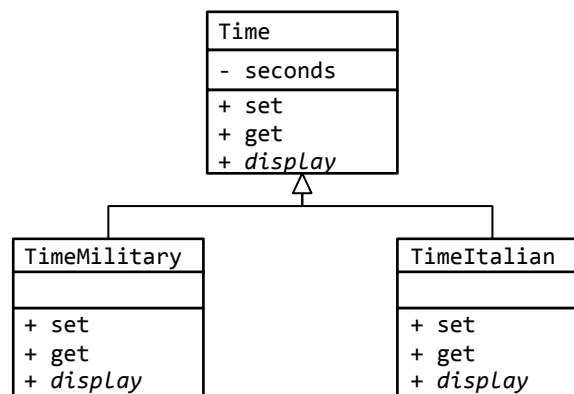 Time
- seconds
+ set
+ get
+ display
TimeMilitary
+ set
+ get
+ display
TimeItalian
+ set
+ get
+ display